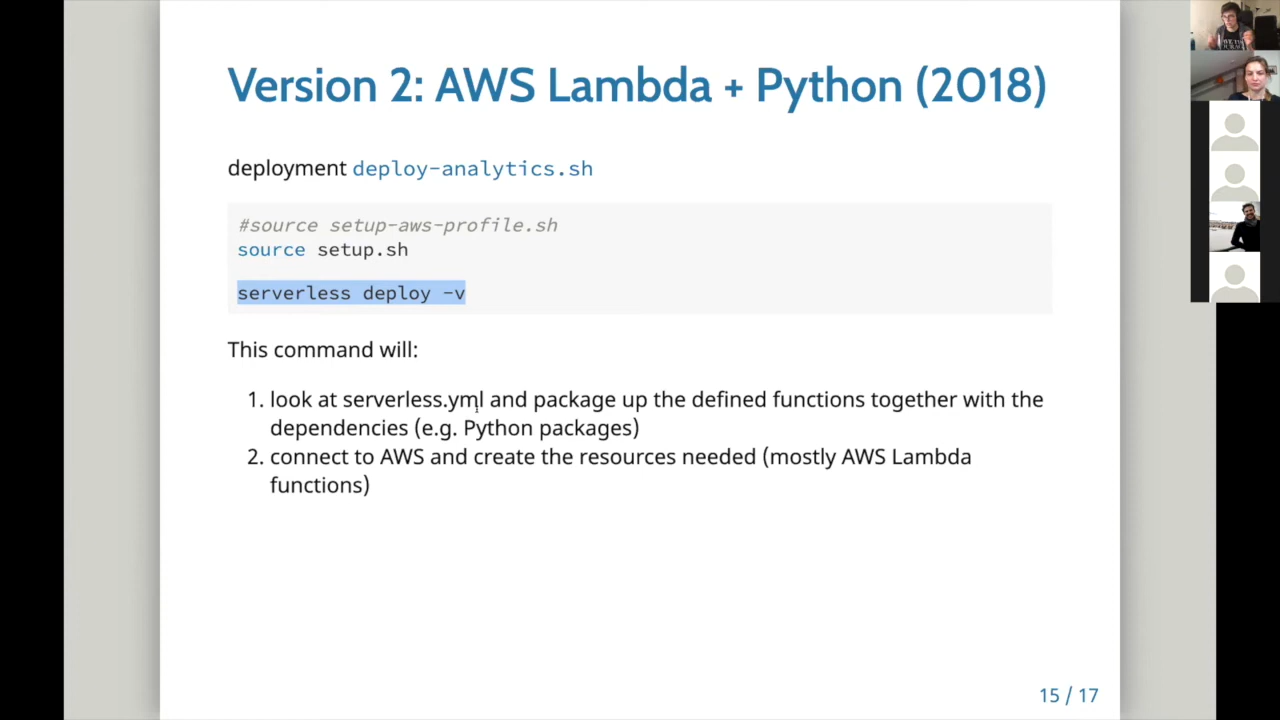 Version 2: AWS Lambda + Python (2018)
deployment deploy-analytics.sh
#source setup-aws-profile.sh
source setup.sh
serverless deploy -v
This command will:
1. look at serverless.yml and package up the defined functions together with the
dependencies (e.g. Python packages)
2. connect to AWS and create the resources needed (mostly AWS Lambda
functions)
15 / 17